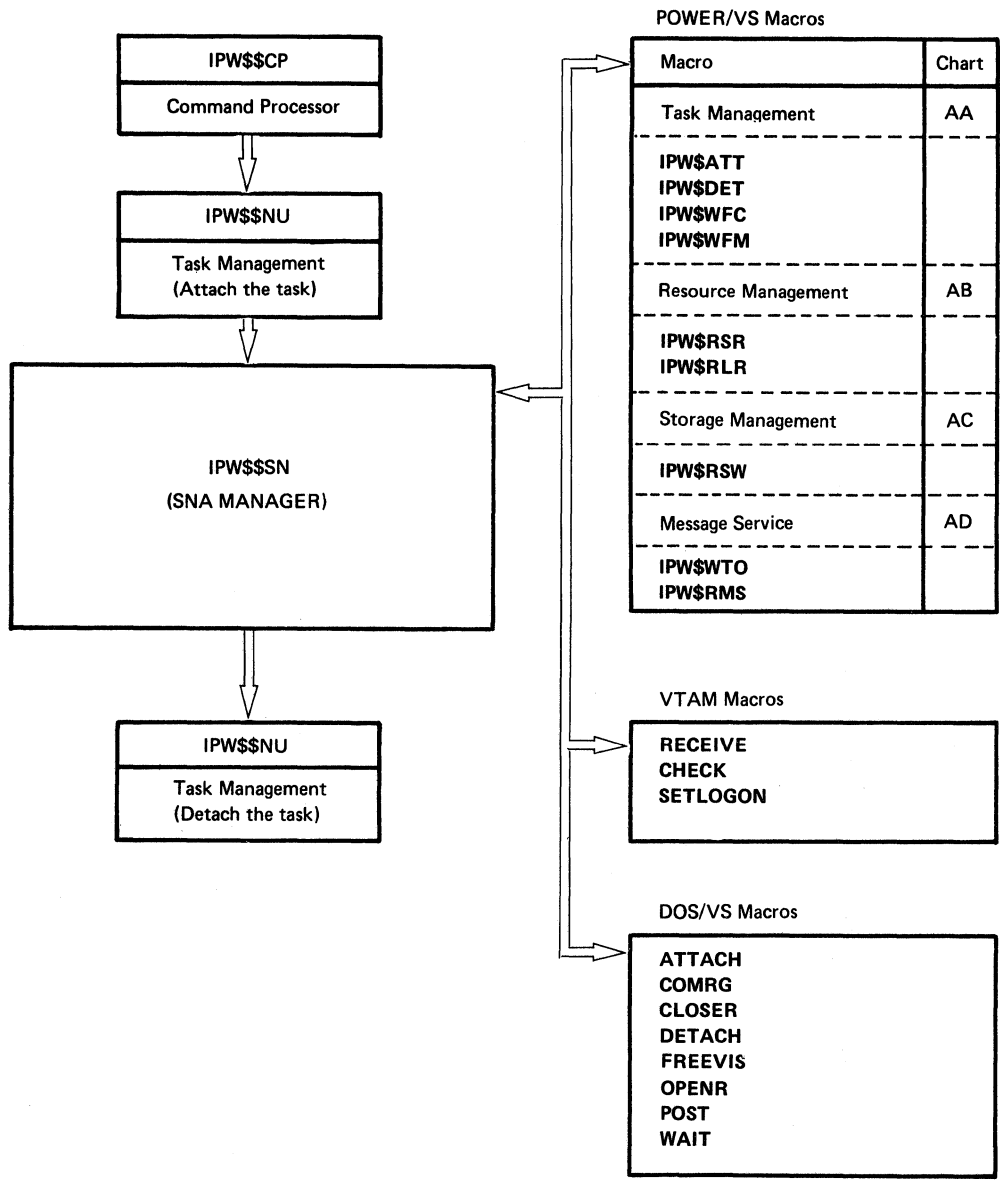 IPW$$CP
Command Processor
IPW$$NU
Task Management
(Attach the task)
IPW$$SN
(SNA MANAGER)
IPW$$NU
Task Management
(Detach the task)
POWER/VS Macros
Macro Chart
Task Management AA
IPW$ATT
IPW$DET
IPW$WFC
IPW$WFM
Resource Management AB
IPW$RSR
IPW$RLR
Storage Management AC
IPW$RSW
Message Service AD
IPW$WTO
IPW$RMS
VTAM Macros
RECEIVE
CHECK
SETLOGON
DOS/VS Macros
ATTACH
COMRG
CLOSER
DETACH
FREEVIS
OPENR
POST
WAIT